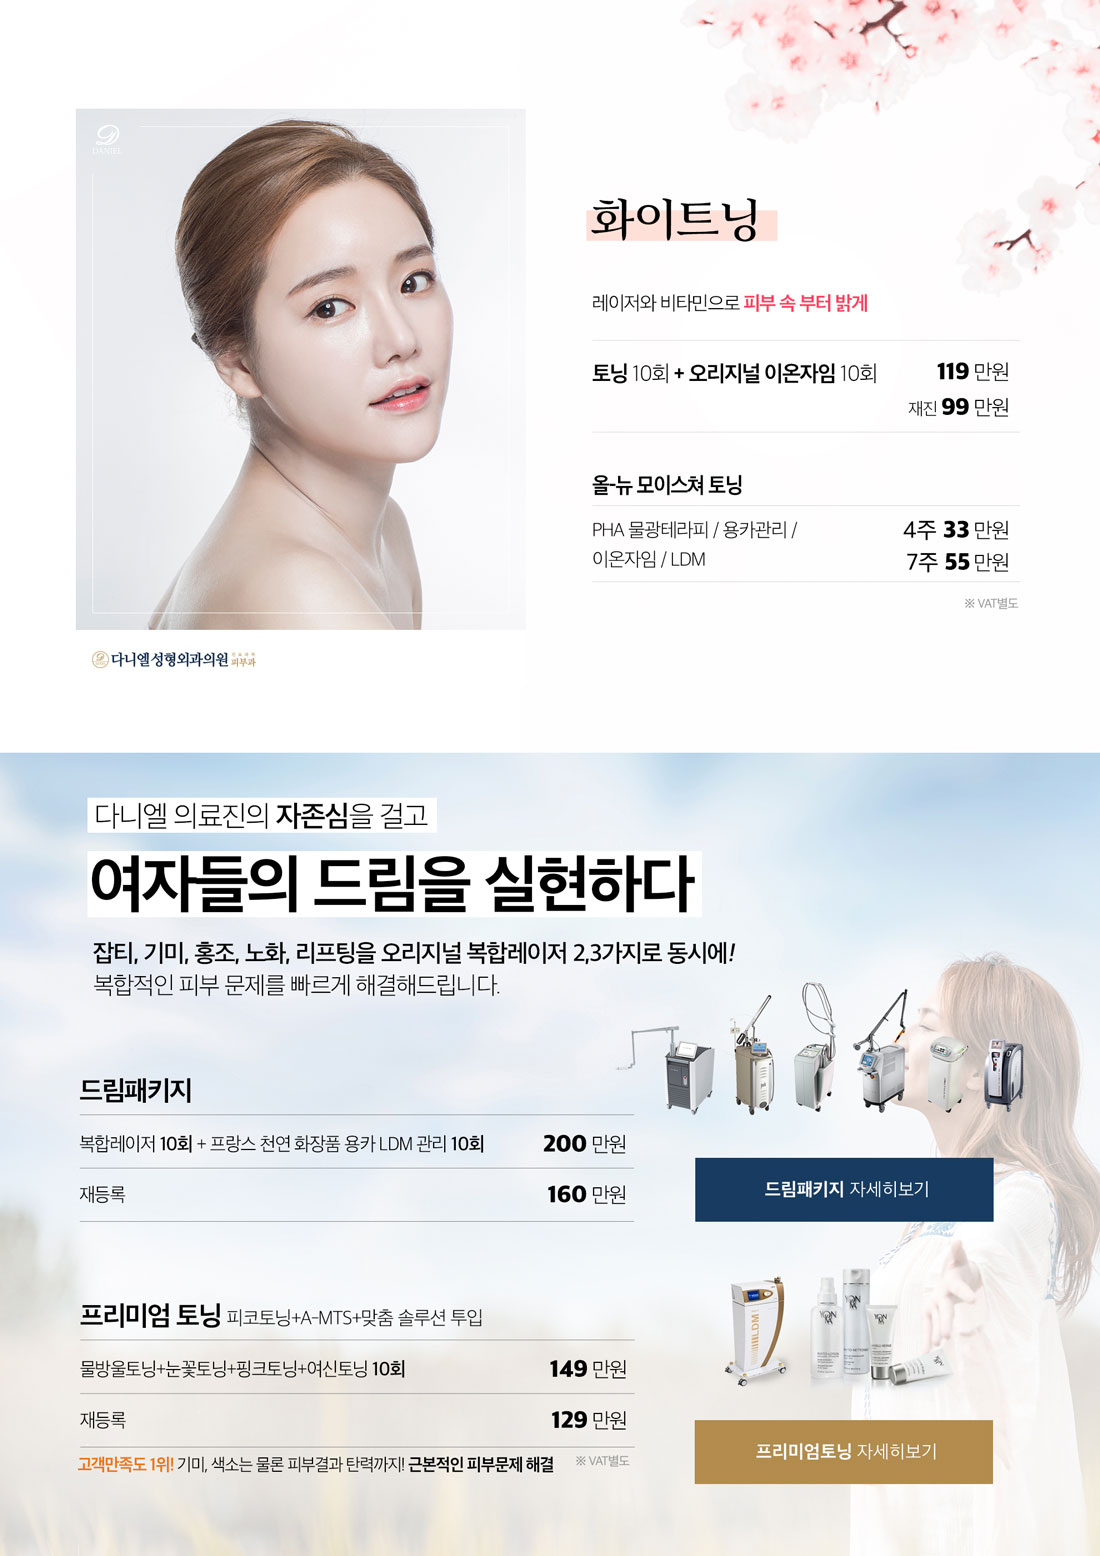 DANIEL
화이트닝
레이저와 비타민으로 피부 속 부터 밝게
토닝 10회 + 오리지널 이온자임 10회 119 만원
재진 99 만원
올-뉴 모이스쳐 토닝
PHA 물광테라피 / 용카관리 / 4주 33 만원
이온자임 / LDM 7주 55 만원
※ VAT별도
다니엘성형외과의원 피부과
다니엘 의료진의 자존심을 걸고
여자들의 드림을 실현하다
잡티, 기미, 홍조, 노화, 리프팅을 오리지널 복합레이저 2,3가지로 동시에!
복합적인 피부 문제를 빠르게 해결해드립니다.
드림패키지
복합레이저 10회 + 프랑스 천연 화장품 용카 LDM 관리 10회 200 만원
재등록 160 만원
드림패키지 자세히보기
프리미엄 토닝 피코토닝+A-MTS+맞춤 솔루션 투입
물방울토닝+눈꽃토닝+핑크토닝+여신토닝 10회 149 만원
재등록 129 만원
고객만족도 1위! 기미, 색소는 물론 피부결과 탄력까지! 근본적인 피부문제 해결 ※ VAT별도
LDM
YON
KA
YON
KA
YON
KA
프리미엄토닝 자세히보기